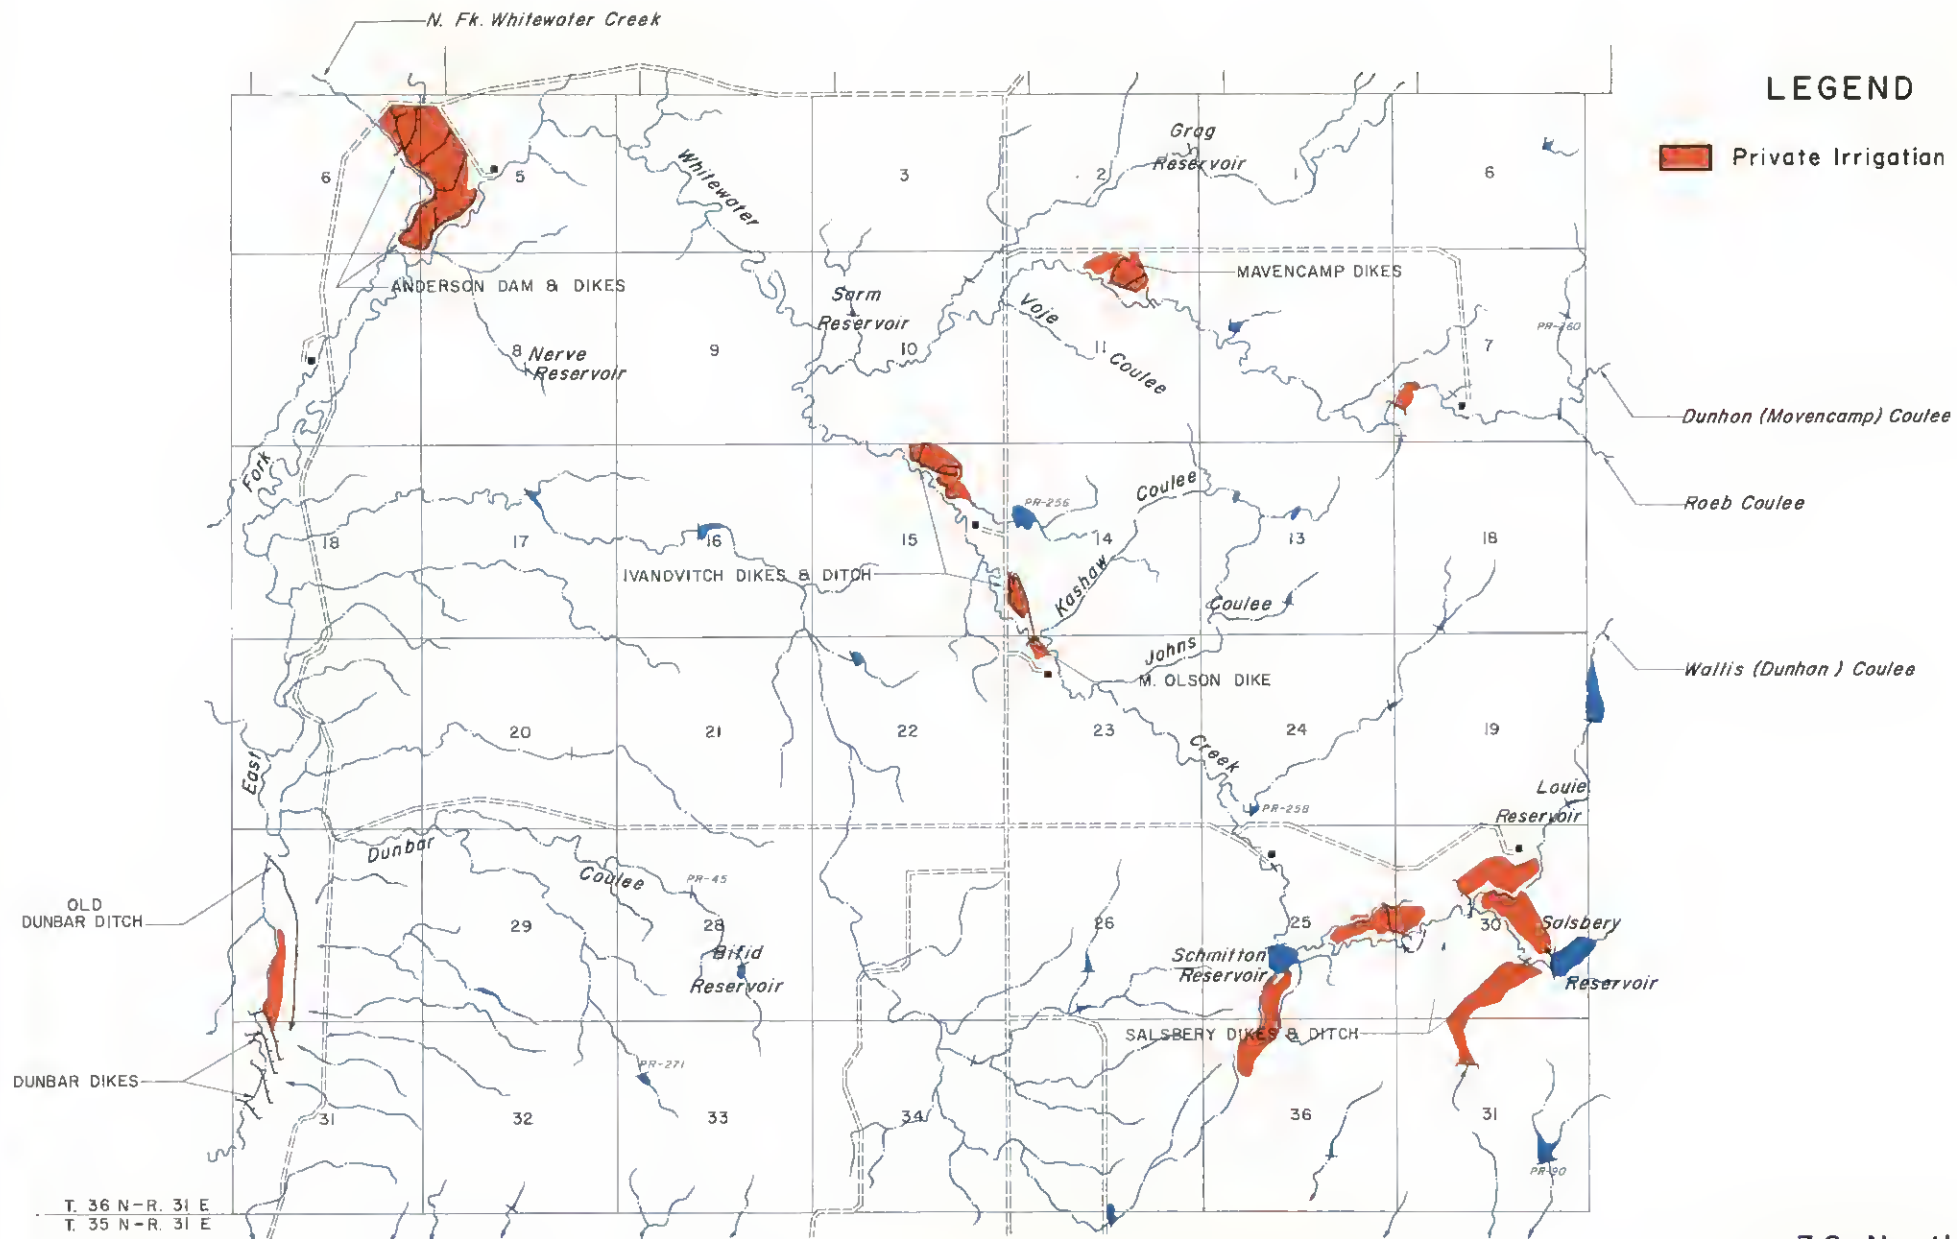 N. Fk. Whitewater Creek
LEGEND
Private Irrigation
6
5
Whitewater
3
2
Grag
Reservoir
1
6
ANDERSON DAM & DIKES
MAVENCAMP DIKES
Sarm
Reservoir
Voje
Coulee
8
Nerve
Reservoir
9
10
11
7
PR-260
Dunhon (Movencamp) Coulee
Fork
18
17
16
15
PR-256
14
Coulee
Kashaw
13
18
Roeb Coulee
IVANOVITCH DIKES & DITCH
Coulee
Johns
M. OLSON DIKE
Wallis (Dunhan ) Coulee
East
20
21
22
23
24
19
Creek
PR-258
Louie
Reservoir
Dunbar
Coulee
PR-45
OLD
DUNBAR DITCH
29
28
Bifid
Reservoir
26
25
30
Salsbery
Reservoir
Schmitton
Reservoir
SALSBERY DIKES & DITCH
PR-271
DUNBAR DIKES
31
32
33
34
36
31
PR-90
T. 36 N-R. 31 E
T. 35 N-R. 31 E